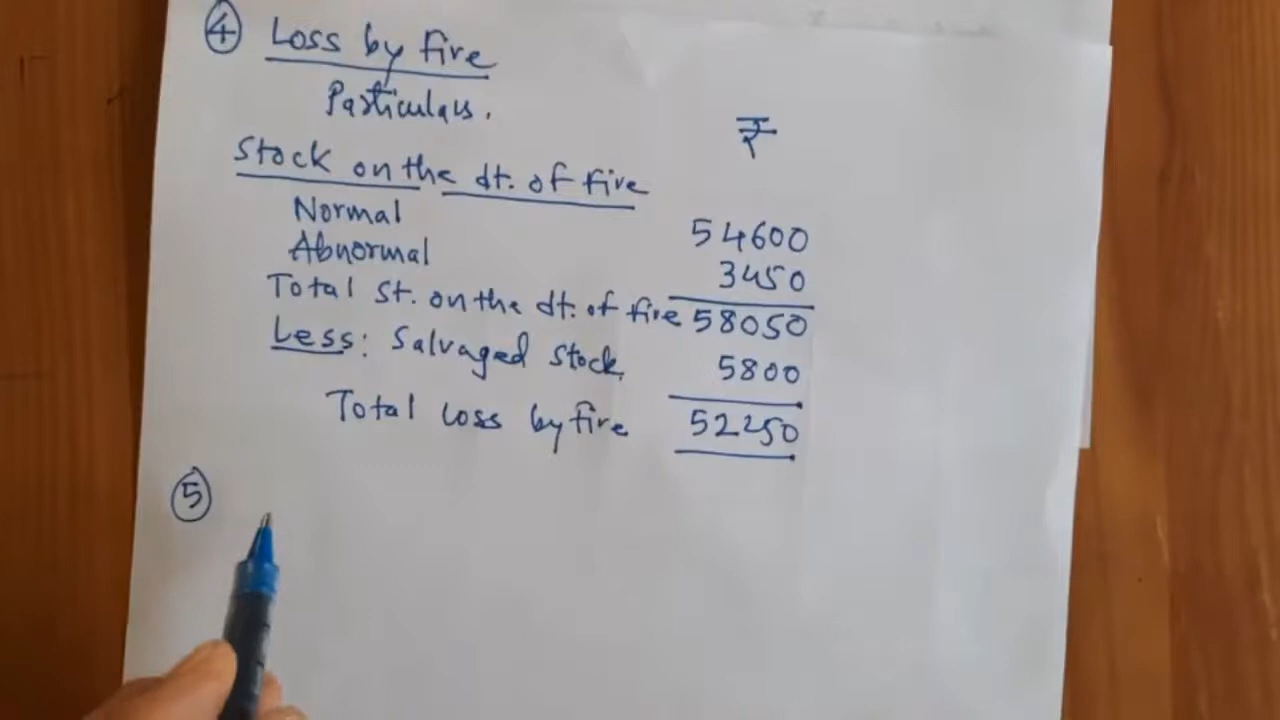 ④ Loss by fire
Particulars.
₹
Stock on the dt. of fire
Normal 54600
Abnormal 3450
Total St. on the dt. of fire 58050
Less: Salvaged Stock. 5800
Total Loss by fire 52250
⑤